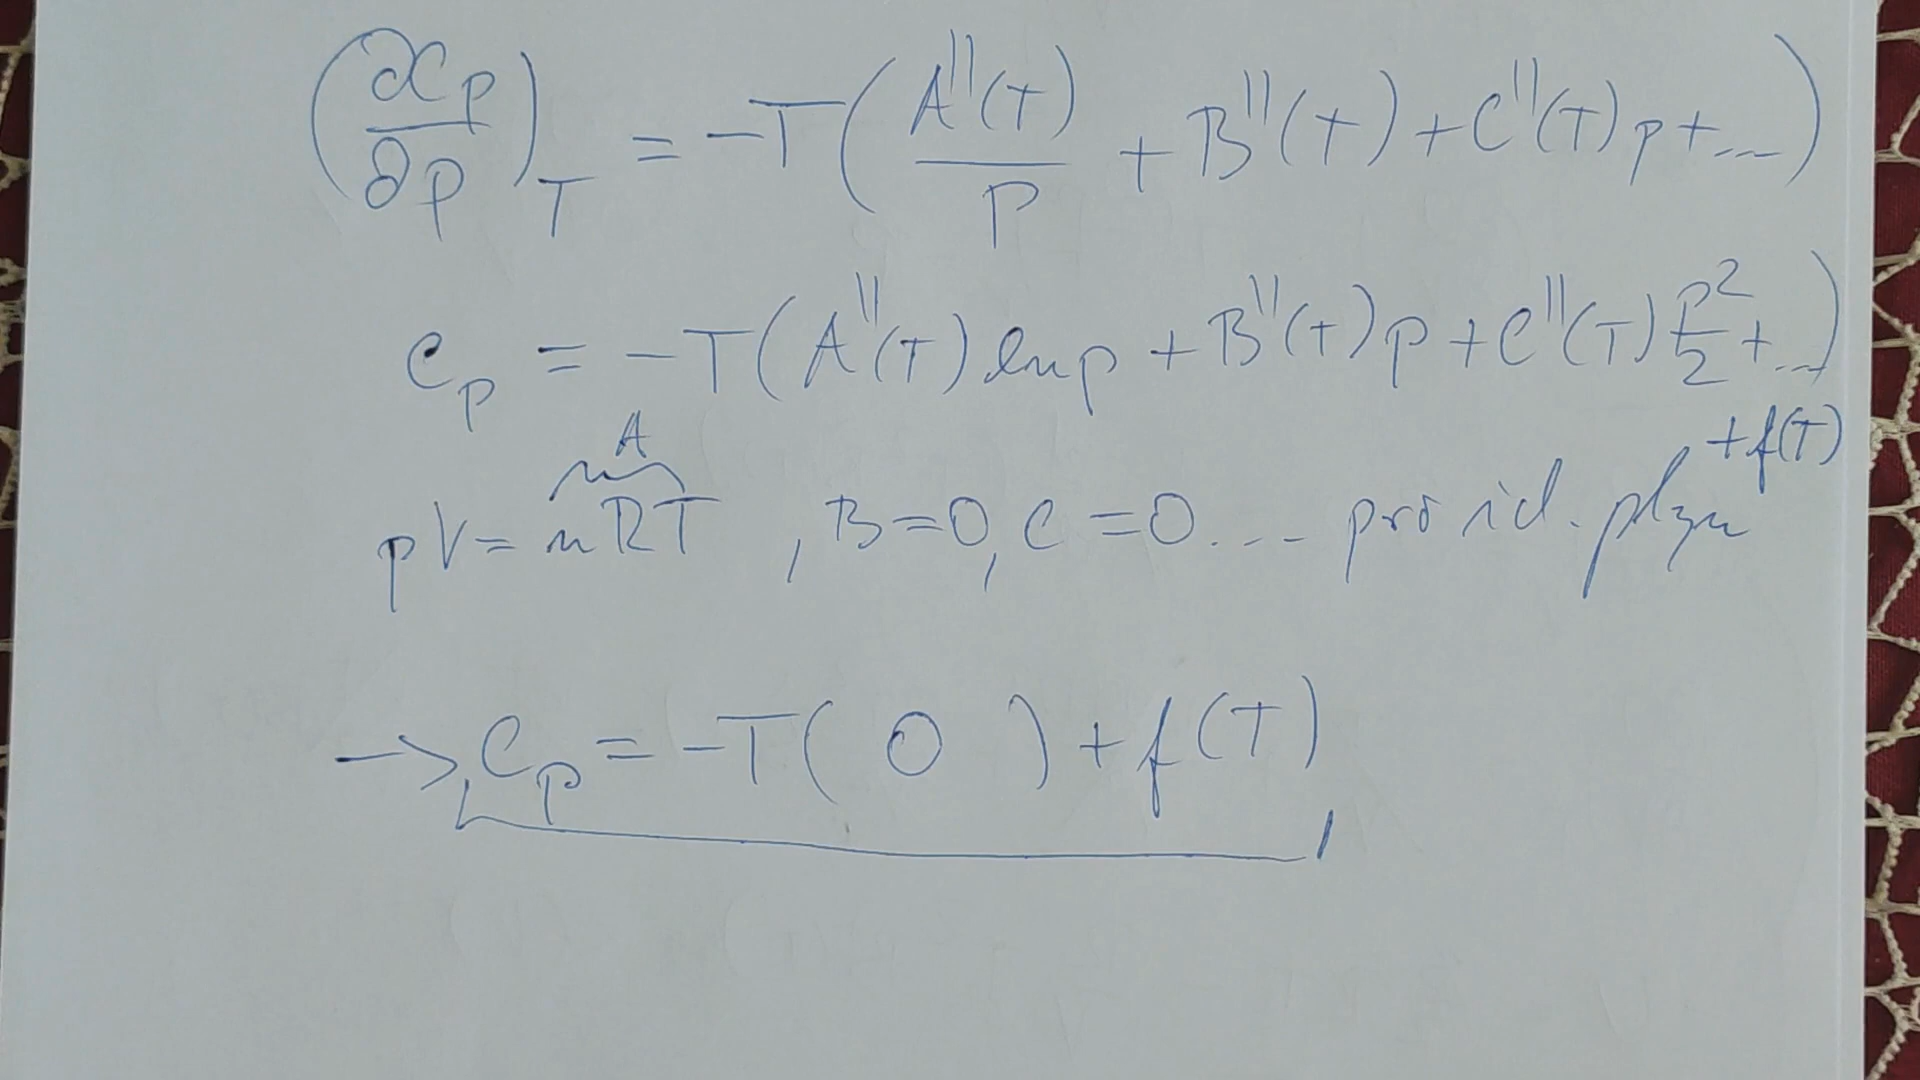 (∂C_p/∂p)_T = -T(A''(T)/p + B''(T) + C''(T)p + ...)
C_p = -T(A''(T) ln p + B''(T)p + C''(T) p²/2 + ...)
+ f(T)
A
pV = nRT , B=0, C=0 ... pro id. plyn
→ C_p = -T( 0 ) + f(T)